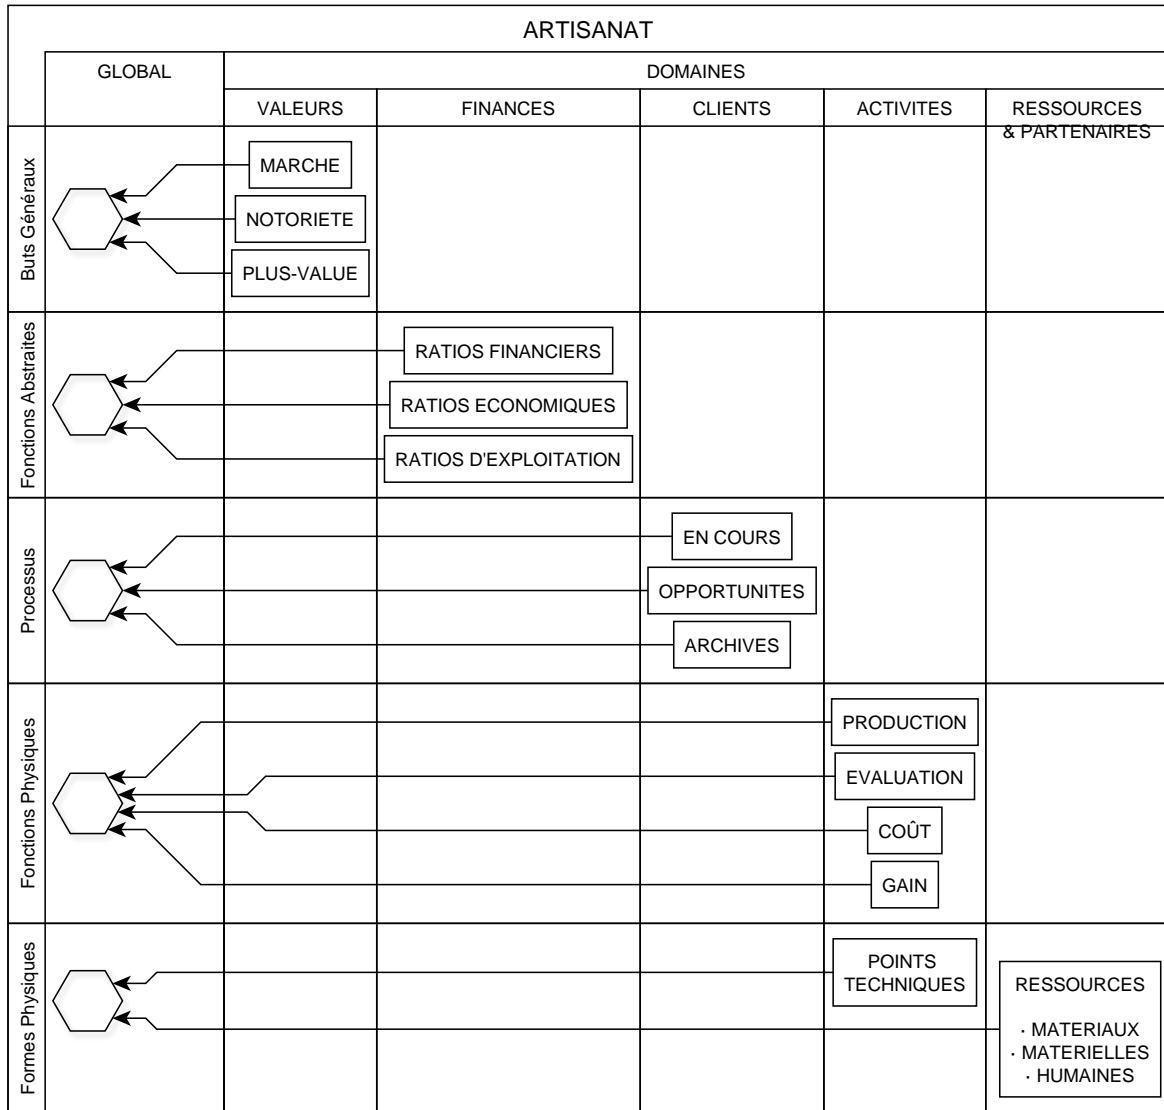 ARTISANAT
GLOBAL
DOMAINES
VALEURS
FINANCES
CLIENTS
ACTIVITES
RESSOURCES
& PARTENAIRES
Buts Généraux
MARCHE
NOTORIETE
PLUS-VALUE
Fonctions Abstraites
RATIOS FINANCIERS
RATIOS ECONOMIQUES
RATIOS D'EXPLOITATION
Processus
EN COURS
OPPORTUNITES
ARCHIVES
Fonctions Physiques
PRODUCTION
EVALUATION
COÛT
GAIN
Formes Physiques
POINTS
TECHNIQUES
RESSOURCES
· MATERIAUX
· MATERIELLES
· HUMAINES